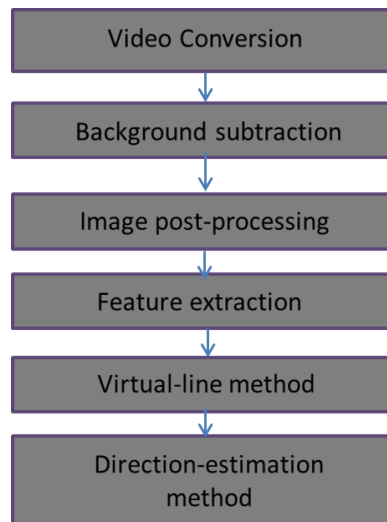 Video Conversion
Background subtraction
Image post-processing
Feature extraction
Virtual-line method
Direction-estimation
method